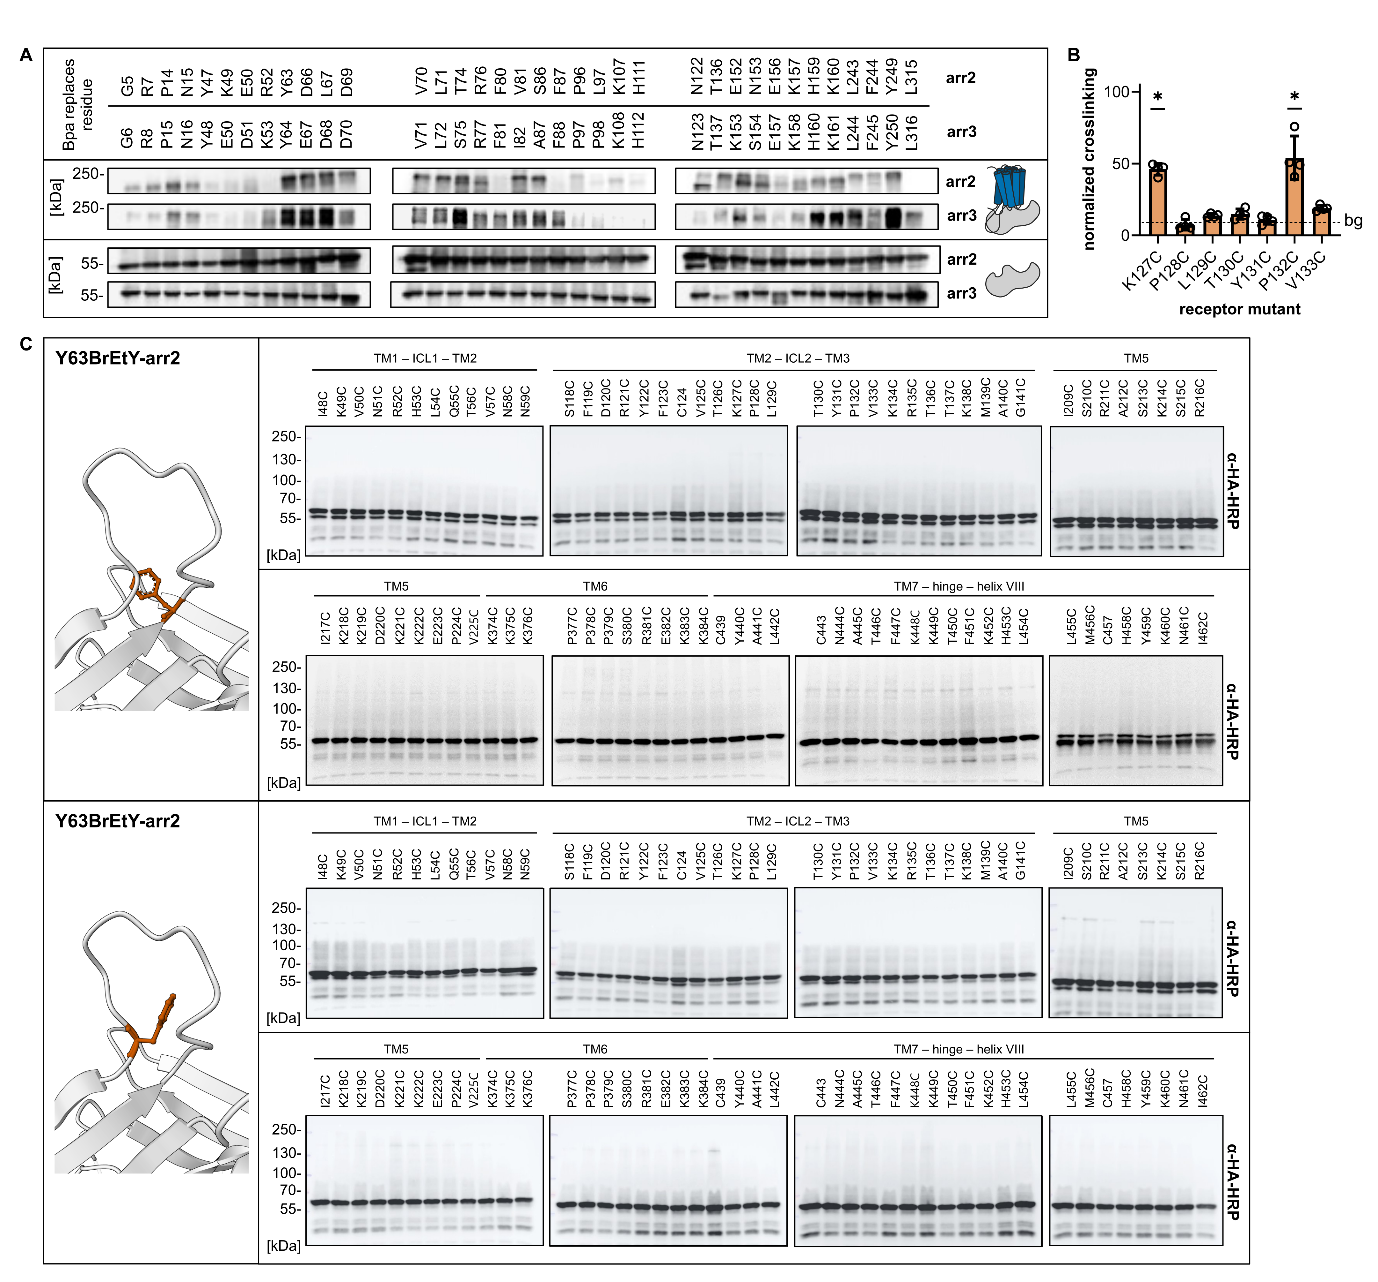 A
Bpa replaces
residue
G5 R7 P14 N15 Y47 K49 E50 R52 Y63 D66 L67 D69
V70 L71 T74 R76 F80 V81 S86 F87 P96 L97 K107 H111
N122 T136 E152 N153 E156 K157 H159 K160 L243 F244 Y249 L315
arr2
G6 R8 P15 N16 Y48 E50 D51 K53 Y64 E67 D68 D70
V71 L72 S75 R77 F81 I82 A87 F88 P97 P98 K108 H112
N123 T137 K153 S154 E157 K158 H160 K161 L244 F245 Y250 L316
arr3
[kDa]
250-
arr2
250-
arr3
[kDa]
55-
arr2
55-
arr3
B
normalized crosslinking
100
50
0
*
*
bg
K127C P128C L129C T130C Y131C P132C V133C
receptor mutant
C
Y63BrEtY-arr2
TM1 – ICL1 – TM2
TM2 – ICL2 – TM3
TM5
I48C K49C V50C N51C R52C H53C L54C Q55C T56C V57C N58C N59C
S118C F119C D120C R121C Y122C F123C C124 V125C T126C K127C P128C L129C
T130C Y131C P132C V133C K134C R135C T136C T137C K138C M139C A140C G141C
I209C S210C R211C A212C S213C K214C S215C R216C
250-
130-
100-
70-
55-
[kDa]
α-HA-HRP
TM5
TM6
TM7 – hinge – helix VIII
I217C K218C K219C D220C K221C K222C E223C P224C V225C K374C K375C K376C
P377C P378C P379C S380C R381C E382C K383C K384C C439 Y440C A441C L442C
C443 N444C A445C T446C F447C K448C K449C T450C F451C K452C H453C L454C
L455C M456C C457 H458C Y459C K460C N461C I462C
250-
130-
100-
70-
55-
[kDa]
α-HA-HRP
Y63BrEtY-arr2
TM1 – ICL1 – TM2
TM2 – ICL2 – TM3
TM5
I48C K49C V50C N51C R52C H53C L54C Q55C T56C V57C N58C N59C
S118C F119C D120C R121C Y122C F123C C124 V125C T126C K127C P128C L129C
T130C Y131C P132C V133C K134C R135C T136C T137C K138C M139C A140C G141C
I209C S210C R211C A212C S213C K214C S215C R216C
250-
130-
100-
70-
55-
[kDa]
α-HA-HRP
TM5
TM6
TM7 – hinge – helix VIII
I217C K218C K219C D220C K221C K222C E223C P224C V225C K374C K375C K376C
P377C P378C P379C S380C R381C E382C K383C K384C C439 Y440C A441C L442C
C443 N444C A445C T446C F447C K448C K449C T450C F451C K452C H453C L454C
L455C M456C C457 H458C Y459C K460C N461C I462C
250-
130-
100-
70-
55-
[kDa]
α-HA-HRP